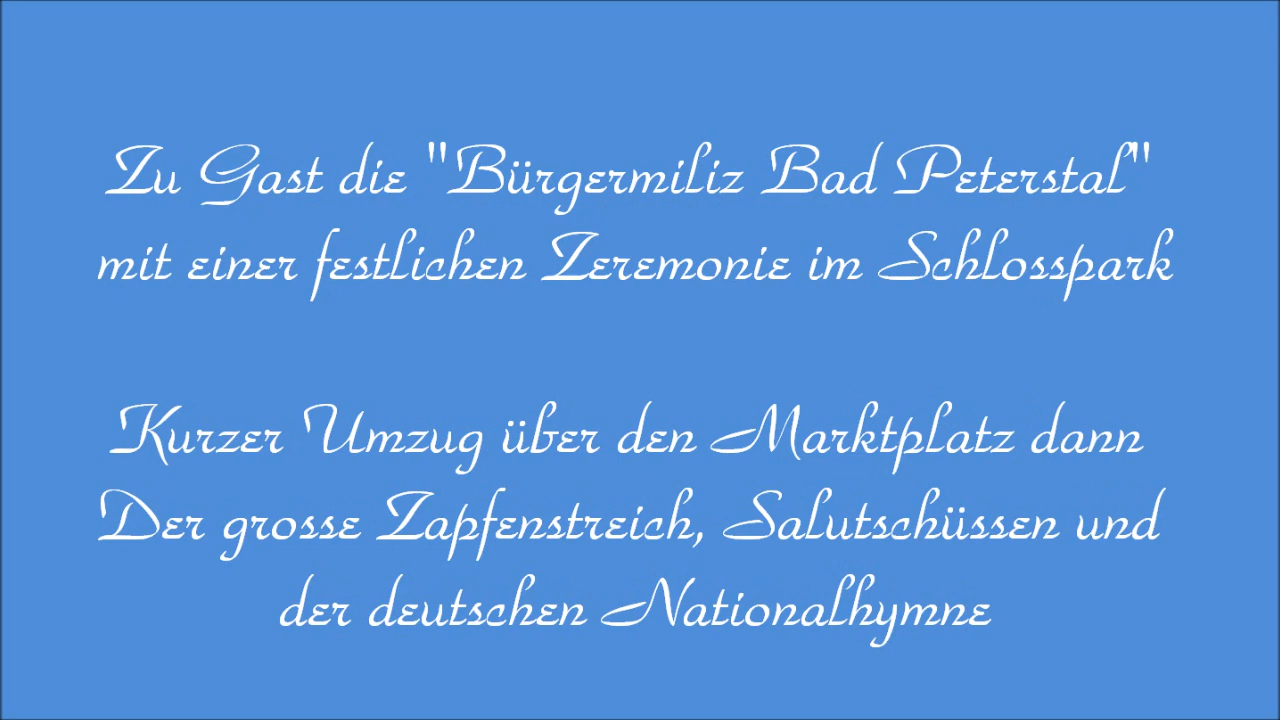 Zu Gast die "Bürgermiliz Bad Peterstal"
mit einer festlichen Zeremonie im Schlosspark
Kurzer Umzug über den Marktplatz dann
Der grosse Zapfenstreich, Salutschüssen und
der deutschen Nationalhymne